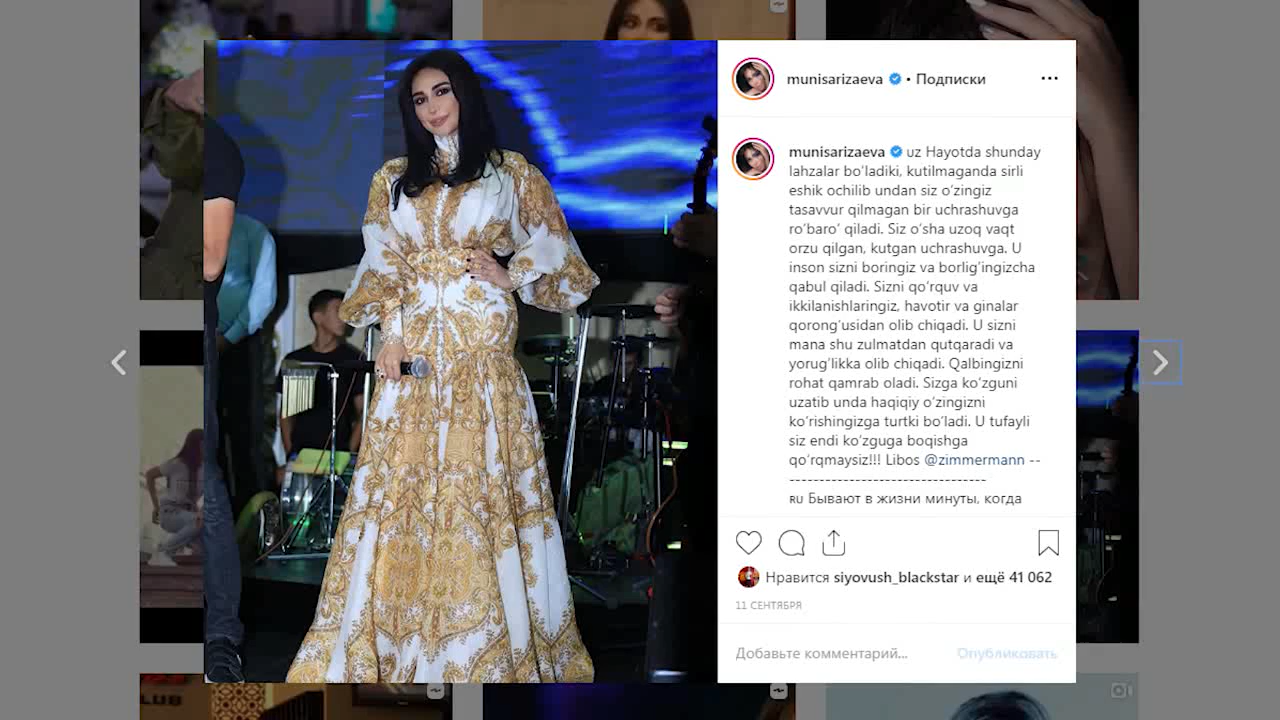 munisarizaeva • Подписки
munisarizaeva uz Hayotda shunday
lahzalar bo‘ladiki, kutilmaganda sirli
eshik ochilib undan siz o‘zingiz
tasavvur qilmagan bir uchrashuvga
ro‘baro‘ qiladi. Siz o‘sha uzoq vaqt
orzu qilgan, kutgan uchrashuvga. U
inson sizni boringiz va borlig‘ingizcha
qabul qiladi. Sizni qo‘rquv va
ikkilanishlaringiz, havotir va ginalar
qorong‘usidan olib chiqadi. U sizni
mana shu zulmatdan qutqaradi va
yorug‘likka olib chiqadi. Qalbingizni
rohat qamrab oladi. Sizga ko‘zguni
uzatib unda haqiqiy o‘zingizni
ko‘rishingizga turtki bo‘ladi. U tufayli
siz endi ko‘zguga boqishga
qo‘rqmaysiz!!! Libos @zimmermann --
---------------------------------
RU Бывают в жизни минуты, когда
Нравится siyovush_blackstar и ещё 41 062
11 СЕНТЯБРЯ
Добавьте комментарий... Опубликовать
LUB